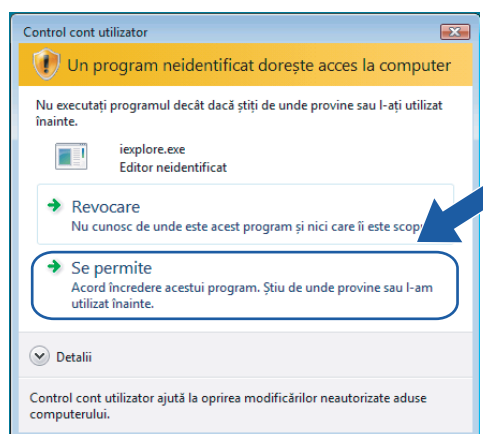 Control cont utilizator
Un program neidentificat dorește acces la computer
Nu executați programul decât dacă știți de unde provine sau l-ați utilizat
înainte.
iexplore.exe
Editor neidentificat
Revocare
Nu cunosc de unde este acest program și nici care îi este
Se permite
Acord încredere acestui program. Știu de unde provine sau l-am
utilizat înainte.
Detalii
Control cont utilizator ajută la oprirea modificărilor neautorizate aduse
computerului.